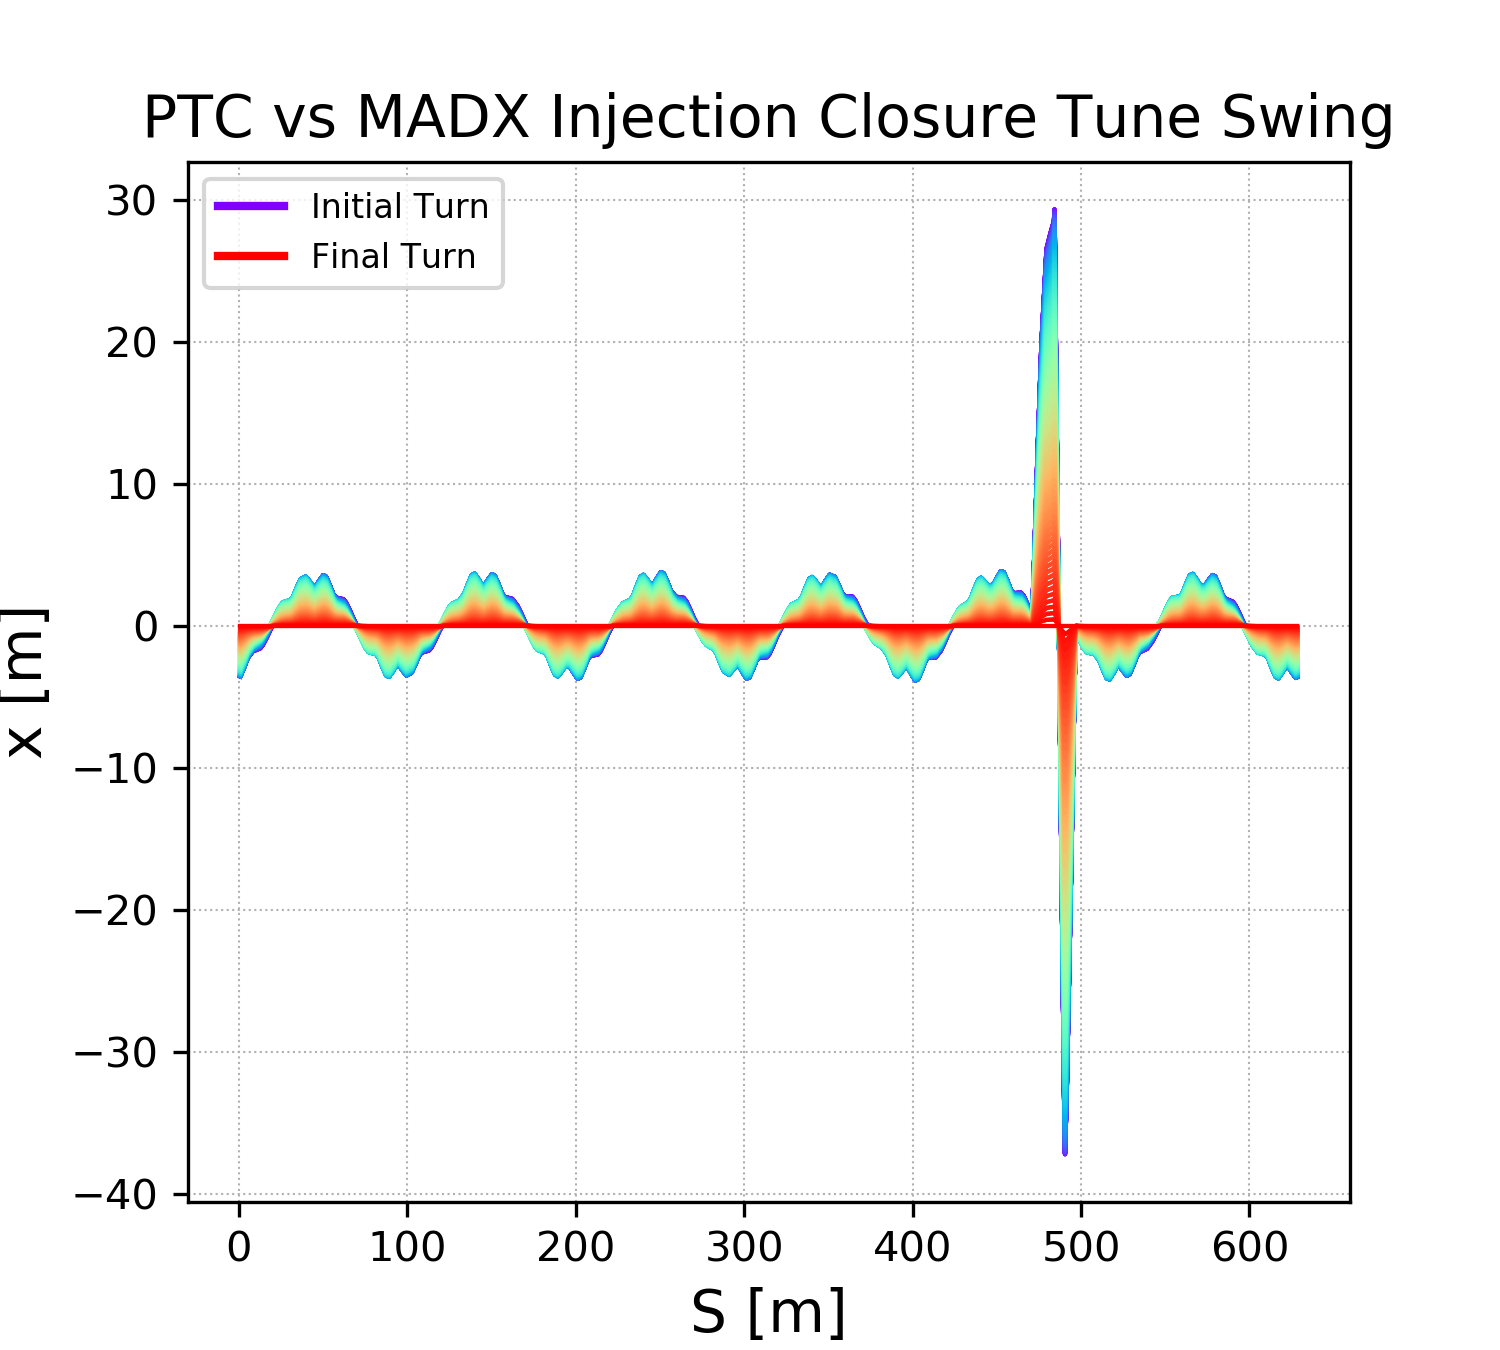 PTC vs MADX Injection Closure Tune Swing
Initial Turn
Final Turn
30
20
10
0
−10
−20
−30
−40
x [m]
0 100 200 300 400 500 600
S [m]